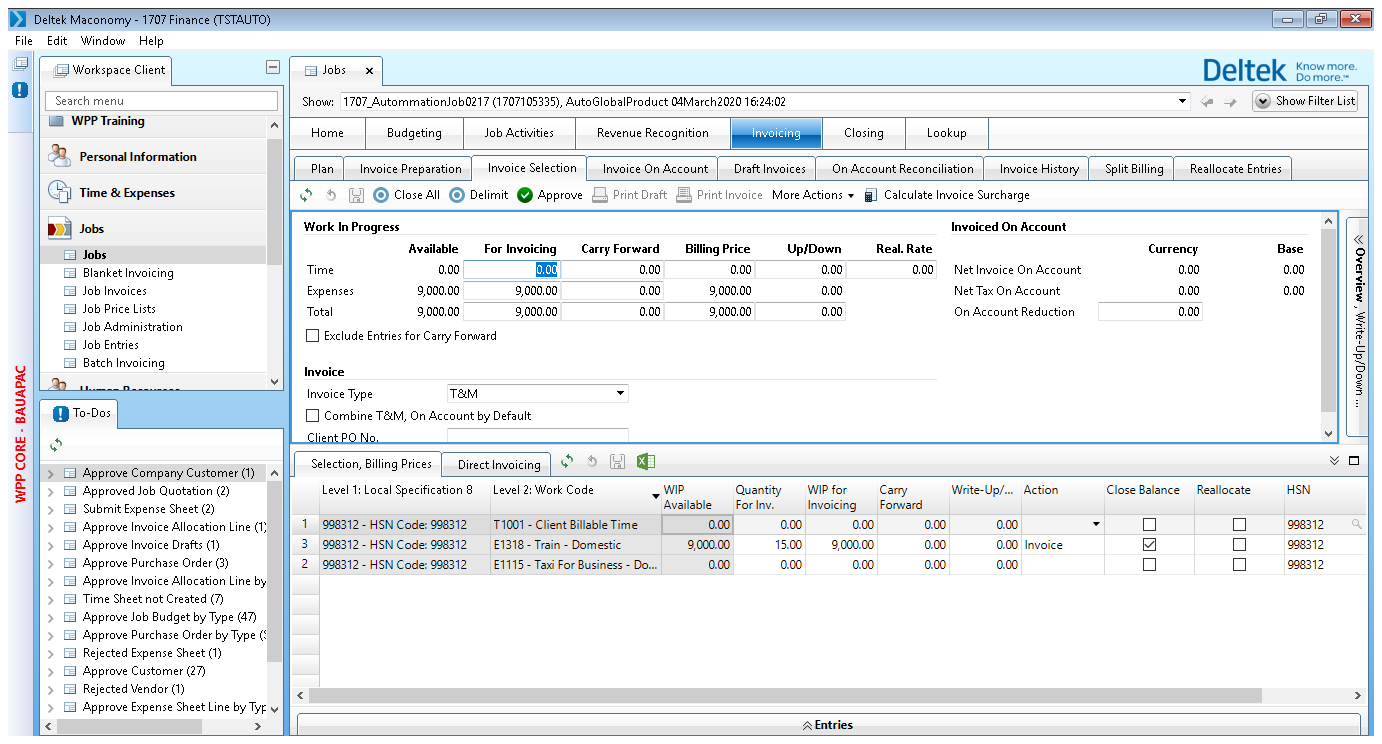 Deltek Maconomy - 1707 Finance (TSTAUTO)
File Edit Window Help
WPP CORE - BAUAPAC
Workspace Client
Search menu
WPP Training
Personal Information
Time & Expenses
Jobs
Jobs
Blanket Invoicing
Job Invoices
Job Price Lists
Job Administration
Job Entries
Batch Invoicing
Human Resources
To-Dos
Approve Company Customer (1)
Approved Job Quotation (2)
Submit Expense Sheet (2)
Approve Invoice Allocation Line (1)
Approve Invoice Drafts (1)
Approve Purchase Order (3)
Approve Invoice Allocation Line by
Time Sheet not Created (7)
Approve Job Budget by Type (47)
Approve Purchase Order by Type (
Rejected Expense Sheet (1)
Approve Customer (27)
Rejected Vendor (1)
Approve Expense Sheet Line by Typ
Jobs x
Deltek Know more. Do more.™
Show: 1707_AutommationJob0217 (1707105335), AutoGlobalProduct 04March2020 16:24:02 Show Filter List
Home Budgeting Job Activities Revenue Recognition Invoicing Closing Lookup
Plan Invoice Preparation Invoice Selection Invoice On Account Draft Invoices On Account Reconciliation Invoice History Split Billing Reallocate Entries
Close All Delimit Approve Print Draft Print Invoice More Actions Calculate Invoice Surcharge
Work In Progress
Available For Invoicing Carry Forward Billing Price Up/Down Real. Rate
Time 0.00 0.00 0.00 0.00 0.00 0.00
Expenses 9,000.00 9,000.00 0.00 9,000.00 0.00
Total 9,000.00 9,000.00 0.00 9,000.00 0.00
Exclude Entries for Carry Forward
Invoice
Invoice Type T&M
Combine T&M, On Account by Default
Client PO No.
Invoiced On Account
Currency Base
Net Invoice On Account 0.00 0.00
Net Tax On Account 0.00 0.00
On Account Reduction 0.00
Overview , Write-Up/Down ...
Selection, Billing Prices Direct Invoicing
Level 1: Local Specification 8 Level 2: Work Code WIP Available Quantity For Inv. WIP for Invoicing Carry Forward Write-Up/... Action Close Balance Reallocate HSN
1 998312 - HSN Code: 998312 T1001 - Client Billable Time 0.00 0.00 0.00 0.00 0.00 998312
3 998312 - HSN Code: 998312 E1318 - Train - Domestic 9,000.00 15.00 9,000.00 0.00 0.00 Invoice 998312
2 998312 - HSN Code: 998312 E1115 - Taxi For Business - Do... 0.00 0.00 0.00 0.00 0.00 998312
Entries